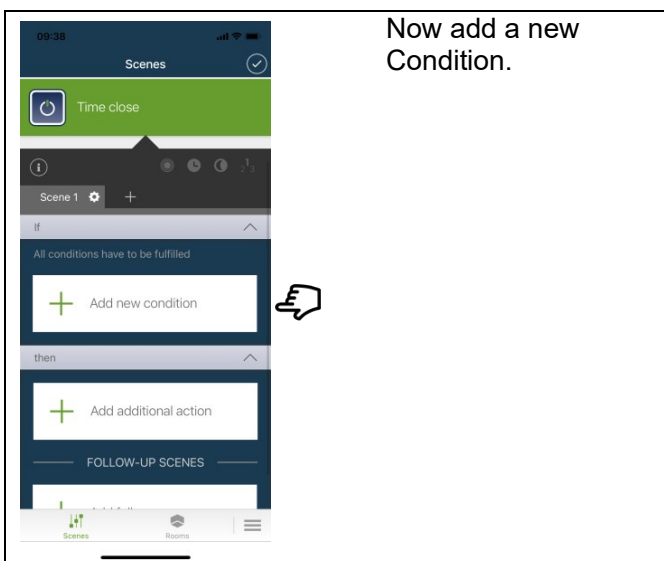 Now add a new
Condition.
09:38
Scenes
Time close
Scene 1 +
If
All conditions have to be fulfilled
Add new condition
then
Add additional action
FOLLOW-UP SCENES
Scenes
Rooms